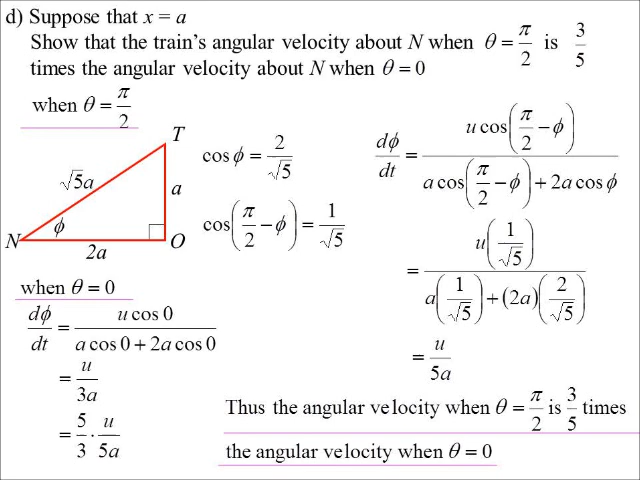 d) Suppose that x = a
Show that the train's angular velocity about N when θ = π/2 is 3/5
times the angular velocity about N when θ = 0
when θ = π/2
T
√5a
a
φ
N
2a
O
cos φ = 2/√5
cos(π/2 − φ) = 1/√5
dφ/dt = u cos(π/2 − φ) / (a cos(π/2 − φ) + 2a cos φ)
= u(1/√5) / (a(1/√5) + (2a)(2/√5))
= u/5a
when θ = 0
dφ/dt = u cos 0 / (a cos 0 + 2a cos 0)
= u/3a
= 5/3 · u/5a
Thus the angular velocity when θ = π/2 is 3/5 times
the angular velocity when θ = 0